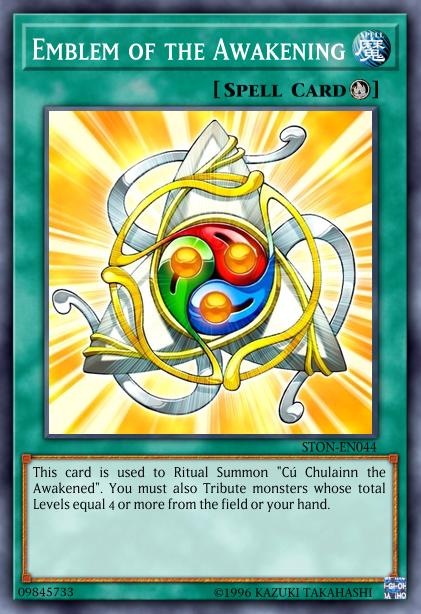 Emblem of the Awakening
SPELL
魔
[Spell Card]
STON-EN044
This card is used to Ritual Summon "Cú Chulainn the
Awakened". You must also Tribute monsters whose total
Levels equal 4 or more from the field or your hand.
09845733
©1996 KAZUKI TAKAHASHI